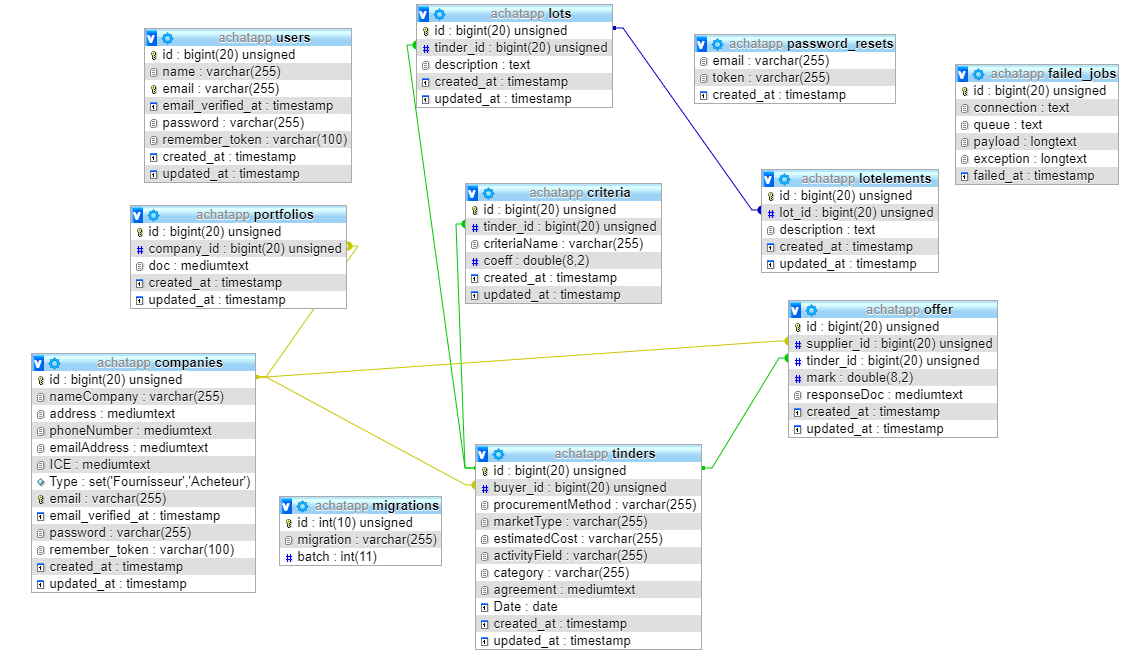 achatapp users
id : bigint(20) unsigned
name : varchar(255)
email : varchar(255)
email_verified_at : timestamp
password : varchar(255)
remember_token : varchar(100)
created_at : timestamp
updated_at : timestamp
achatapp lots
id : bigint(20) unsigned
tinder_id : bigint(20) unsigned
description : text
created_at : timestamp
updated_at : timestamp
achatapp password_resets
email : varchar(255)
token : varchar(255)
created_at : timestamp
achatapp failed_jobs
id : bigint(20) unsigned
connection : text
queue : text
payload : longtext
exception : longtext
failed_at : timestamp
achatapp portfolios
id : bigint(20) unsigned
company_id : bigint(20) unsigned
doc : mediumtext
created_at : timestamp
updated_at : timestamp
achatapp criteria
id : bigint(20) unsigned
tinder_id : bigint(20) unsigned
criteriaName : varchar(255)
coeff : double(8,2)
created_at : timestamp
updated_at : timestamp
achatapp lotelements
id : bigint(20) unsigned
lot_id : bigint(20) unsigned
description : text
created_at : timestamp
updated_at : timestamp
achatapp offer
id : bigint(20) unsigned
supplier_id : bigint(20) unsigned
tinder_id : bigint(20) unsigned
mark : double(8,2)
responseDoc : mediumtext
created_at : timestamp
updated_at : timestamp
achatapp companies
id : bigint(20) unsigned
nameCompany : varchar(255)
address : mediumtext
phoneNumber : mediumtext
emailAddress : mediumtext
ICE : mediumtext
Type : set('Fournisseur','Acheteur')
email : varchar(255)
email_verified_at : timestamp
password : varchar(255)
remember_token : varchar(100)
created_at : timestamp
updated_at : timestamp
achatapp migrations
id : int(10) unsigned
migration : varchar(255)
batch : int(11)
achatapp tinders
id : bigint(20) unsigned
buyer_id : bigint(20) unsigned
procurementMethod : varchar(255)
marketType : varchar(255)
estimatedCost : varchar(255)
activityField : varchar(255)
category : varchar(255)
agreement : mediumtext
Date : date
created_at : timestamp
updated_at : timestamp